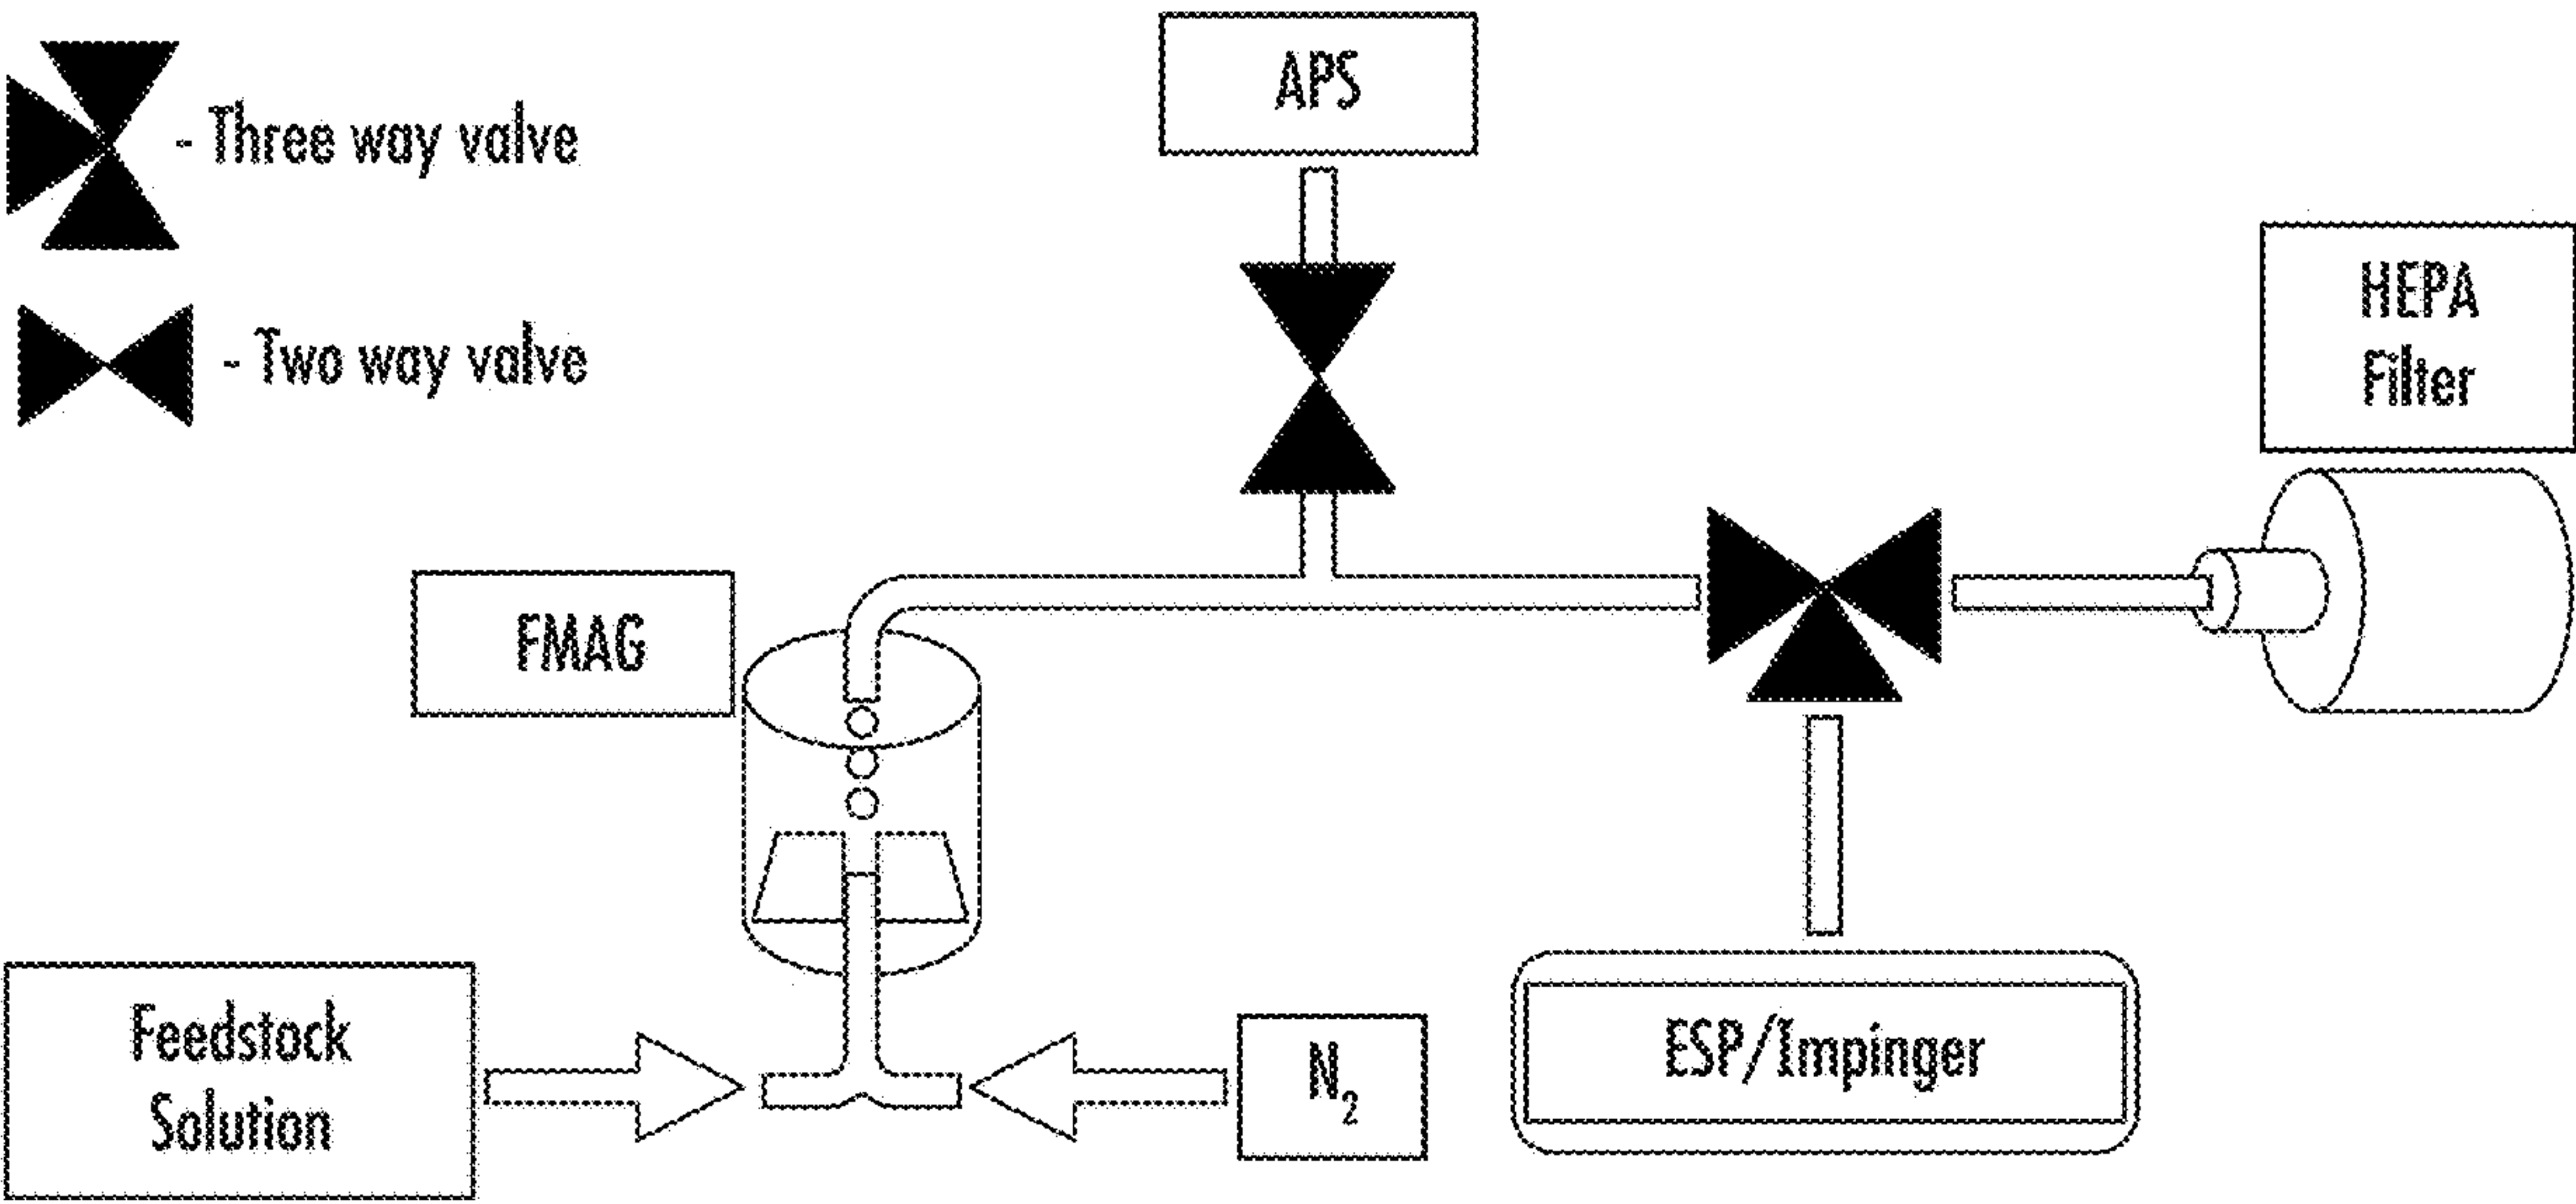 - Three way valve
- Two way valve
APS
HEPA
Filter
FMAG
Feedstock
Solution
N₂
ESP/Impinger